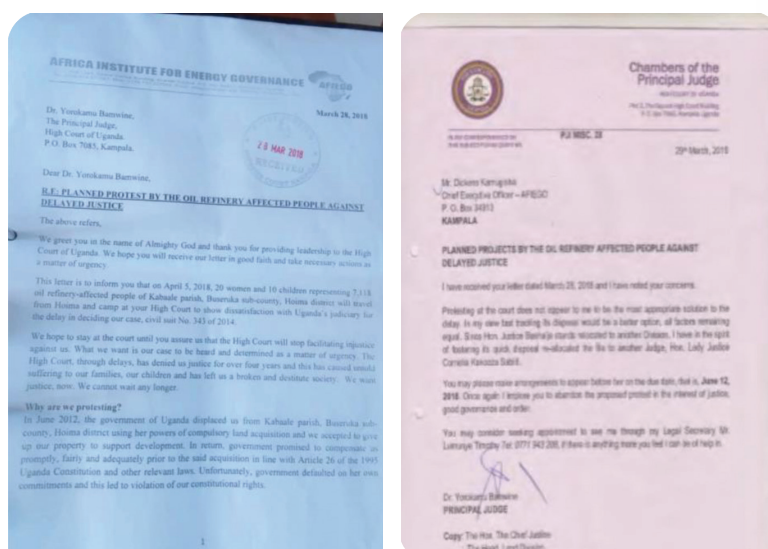 AFRICA INSTITUTE FOR ENERGY GOVERNANCE
AFIEGO
March 28, 2018
Dr. Yorokamu Bamwine,
The Principal Judge,
High Court of Uganda.
P.O. Box 7085, Kampala.
28 MAR 2018
RECEIVED
Dear Dr. Yorokamu Bamwine,
R.E: PLANNED PROTEST BY THE OIL REFINERY AFFECTED PEOPLE AGAINST
DELAYED JUSTICE
The above refers,
We greet you in the name of Almighty God and thank you for providing leadership to the High
Court of Uganda. We hope you will receive our letter in good faith and take necessary actions as
a matter of urgency.
This letter is to inform you that on April 5, 2018, 20 women and 10 children representing 7,118
oil refinery-affected people of Kabaale parish, Buseruka sub-county, Hoima district will travel
from Hoima and camp at your High Court to show dissatisfaction with Uganda's judiciary for
the delay in deciding our case, civil suit No. 343 of 2014.
We hope to stay at the court until you assure us that the High Court will stop facilitating injustice
against us. What we want is our case to be heard and determined as a matter of urgency. The
High Court, through delays, has denied us justice for over four years and this has caused untold
suffering to our families, our children and has left us a broken and destitute society. We want
justice, now. We cannot wait any longer.
Why are we protesting?
In June 2012, the government of Uganda displaced us from Kabaale parish, Buseruka sub-
county, Hoima district using her powers of compulsory land acquisition and we accepted to give
up our property to support development. In return, government promised to compensate us
promptly, fairly and adequately prior to the said acquisition in line with Article 26 of the 1995
Uganda Constitution and other relevant laws. Unfortunately, government defaulted on her own
commitments and this led to violation of our constitutional rights.
1
Chambers of the
Principal Judge
PJ/ MISC. 28
29th March, 2018
Mr. Dickens Kamugisha
Chief Executive Officer – AFIEGO
P. O. Box 34913
KAMPALA
PLANNED PROJECTS BY THE OIL REFINERY AFFECTED PEOPLE AGAINST
DELAYED JUSTICE
I have received your letter dated March 28, 2018 and I have noted your concerns.
Protesting at the court does not appear to me to be the most appropriate solution to the
delay. In my view fast tracking its disposal would be a better option, all factors remaining
equal. Since Hon. Justice stands relocated to another Division, I have in the spirit
of fostering its quick disposal re-allocated the file to another Judge, Hon. Lady Justice
Cornelia Kakooza Sabiiti.
You may please make arrangements to appear before her on the due date, that is, June 12,
2018. Once again I implore you to abandon the proposed protest in the interest of justice,
good governance and order.
You may consider seeking appointment to see me through my Legal Secretary Mr.
Timothy Tel: if there is anything more you feel I can be of help in.
Dr. Yorokamu Bamwine
PRINCIPAL JUDGE
Copy: The Hon. The Chief Justice
The Head, Land Division